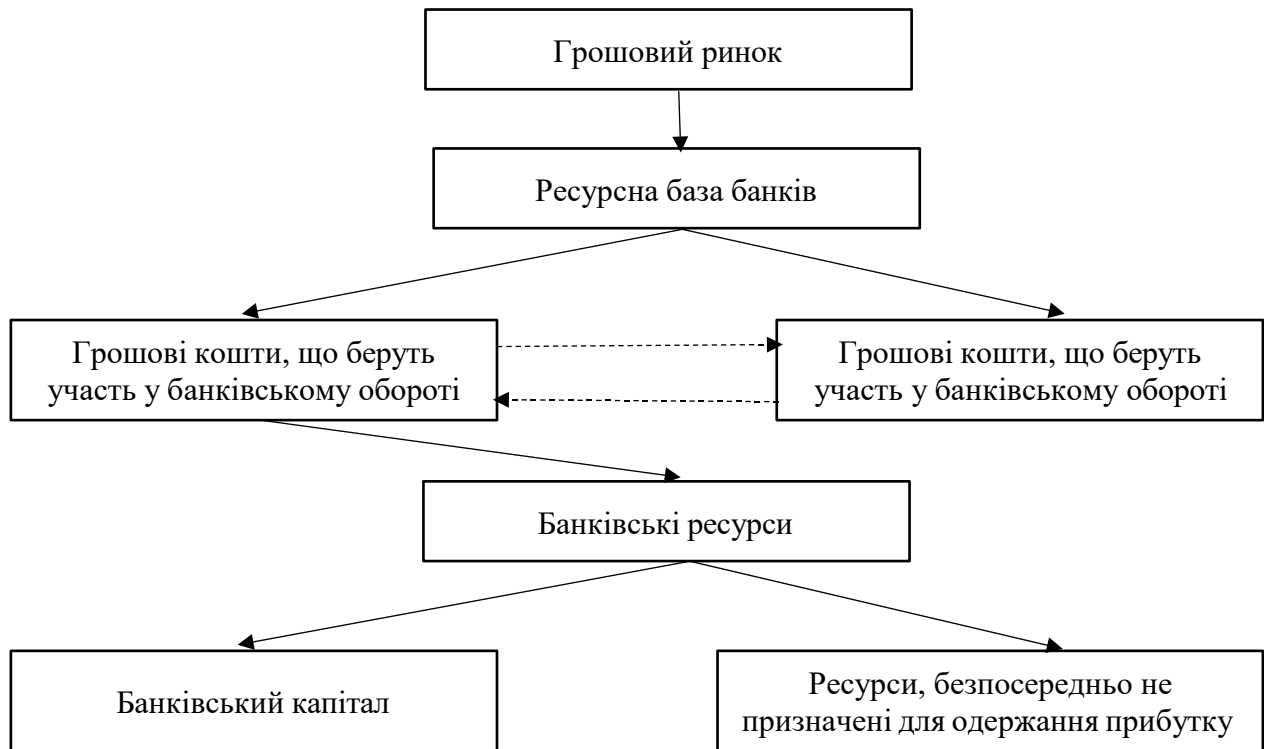 Грошовий ринок
Ресурсна база банків
Грошові кошти, що беруть
участь у банківському обороті
Грошові кошти, що беруть
участь у банківському обороті
Банківські ресурси
Банківський капітал
Ресурси, безпосередньо не
призначені для одержання прибутку